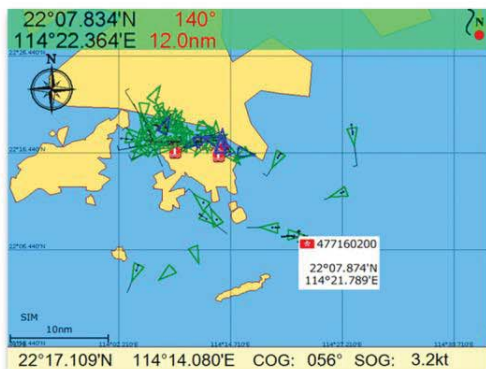 22°07.834'N 140°
N
114°22.364'E 12.0nm
N
477160200
22°07.874'N
114°21.789'E
SIM
10nm
22°17.109'N 114°14.080'E COG: 056° SOG: 3.2kt